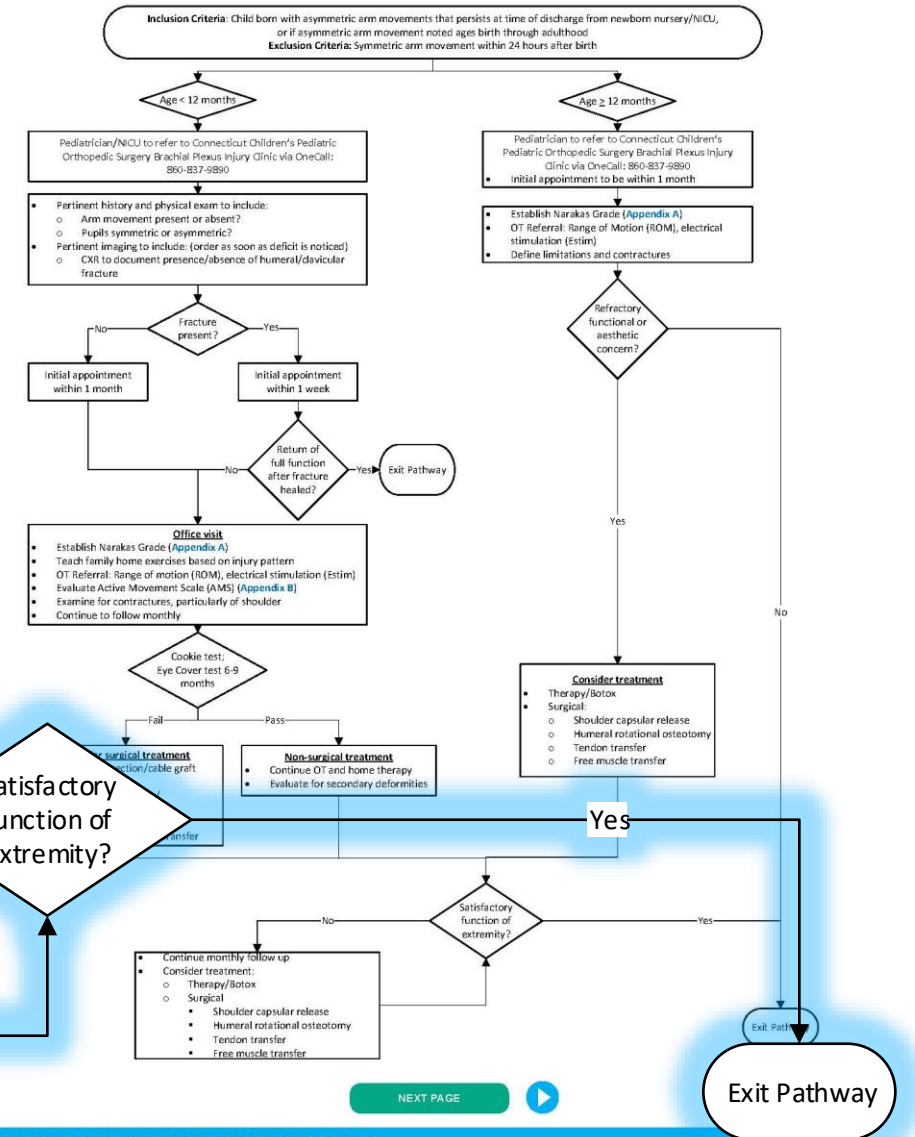 Inclusion Criteria: Child born with asymmetric arm movements that persists at time of discharge from newborn nursery/NICU,
or if asymmetric arm movement noted ages birth through adulthood
Exclusion Criteria: Symmetric arm movement within 24 hours after birth
Age < 12 months
Age ≥ 12 months
Pediatrician/NICU to refer to Connecticut Children's Pediatric
Orthopedic Surgery Brachial Plexus Injury Clinic via OneCall:
860-837-9890
Pediatrician to refer to Connecticut Children's
Pediatric Orthopedic Surgery Brachial Plexus Injury
Clinic via OneCall: 860-837-9890
• Initial appointment to be within 1 month
• Pertinent history and physical exam to include:
o Arm movement present or absent?
o Pupils symmetric or asymmetric?
• Pertinent imaging to include: (order as soon as deficit is noticed)
o CXR to document presence/absence of humeral/clavicular
fracture
• Establish Narakas Grade (Appendix A)
• OT Referral: Range of Motion (ROM), electrical
stimulation (Estim)
• Define limitations and contractures
Fracture
present?
No
Yes
Refractory
functional or
aesthetic
concern?
Initial appointment
within 1 month
Initial appointment
within 1 week
Return of
full function
after fracture
healed?
No
Yes
Exit Pathway
Yes
No
Office visit
• Establish Narakas Grade (Appendix A)
• Teach family home exercises based on injury pattern
• OT Referral: Range of motion (ROM), electrical stimulation (Estim)
• Evaluate Active Movement Scale (AMS) (Appendix B)
• Examine for contractures, particularly of shoulder
• Continue to follow monthly
Cookie test;
Eye Cover test 6-9
months
Fail
Pass
Consider treatment
• Therapy/Botox
• Surgical:
o Shoulder capsular release
o Humeral rotational osteotomy
o Tendon transfer
o Free muscle transfer
surgical treatment
/cable graft
Non-surgical treatment
• Continue OT and home therapy
• Evaluate for secondary deformities
function of
Yes
Satisfactory
function of
extremity?
No
Yes
• Continue monthly follow up
• Consider treatment:
o Therapy/Botox
o Surgical
▪ Shoulder capsular release
▪ Humeral rotational osteotomy
▪ Tendon transfer
▪ Free muscle transfer
Exit
Exit Pathway
NEXT PAGE